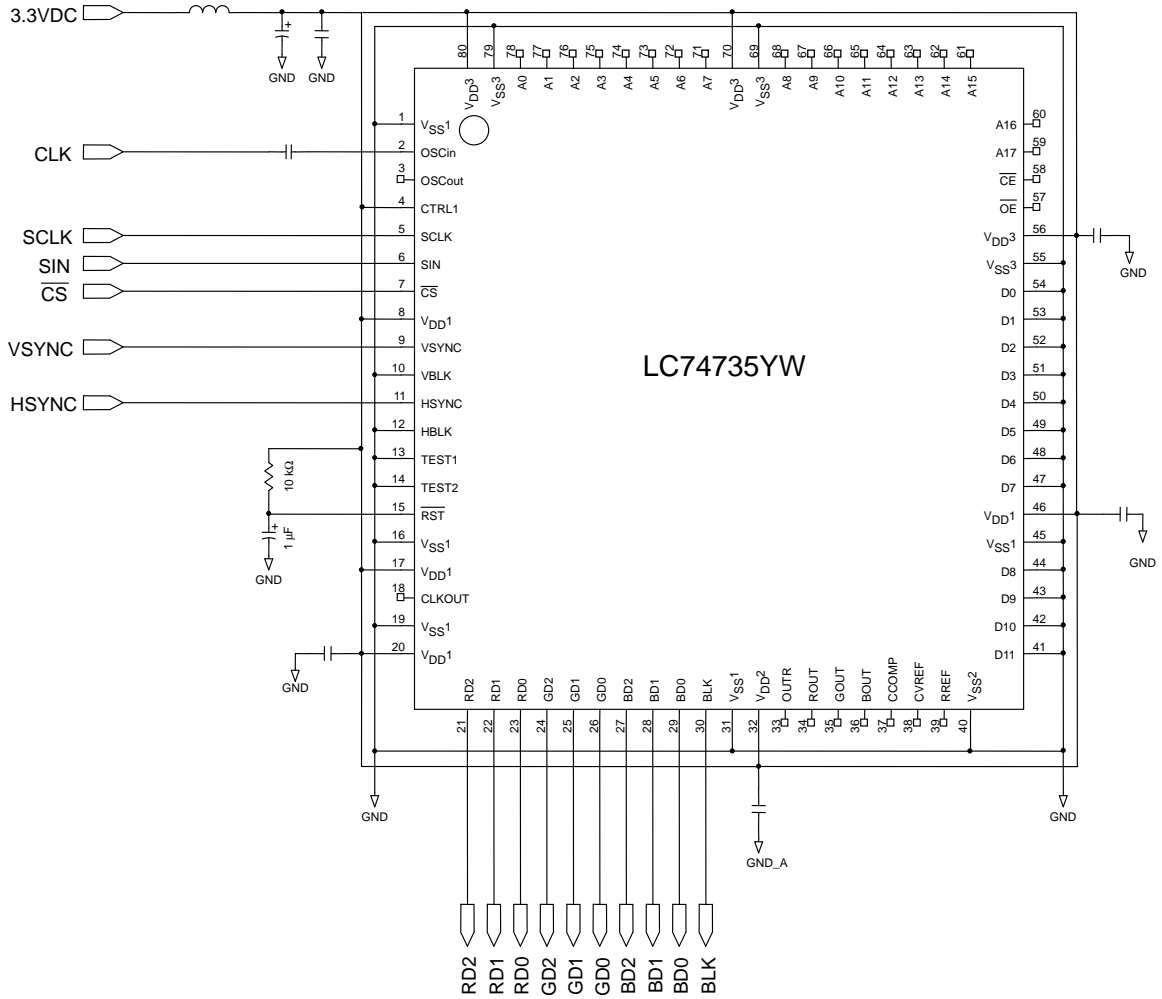 3.3VDC
GND GND
80 79 78 77 76 75 74 73 72 71 70 69 68 67 66 65 64 63 62 61
VDD3 VSS3 A0 A1 A2 A3 A4 A5 A6 A7 VDD3 VSS3 A8 A9 A10 A11 A12 A13 A14 A15
1 VSS1 A16 60
CLK 2 OSCin A17 59
3 OSCout CE 58
4 CTRL1 OE 57
SCLK 5 SCLK VDD3 56
SIN 6 SIN VSS3 55
GND
CS 7 CS D0 54
8 VDD1 D1 53
VSYNC 9 VSYNC D2 52
LC74735YW
10 VBLK D3 51
HSYNC 11 HSYNC D4 50
12 HBLK D5 49
13 TEST1 D6 48
10 kΩ
14 TEST2 D7 47
15 RST VDD1 46
1 µF
16 VSS1 VSS1 45
GND
GND
17 VDD1 D8 44
18 CLKOUT D9 43
19 VSS1 D10 42
20 VDD1 D11 41
GND
RD2 RD1 RD0 GD2 GD1 GD0 BD2 BD1 BD0 BLK VSS1 VDD2 OUTR ROUT GOUT BOUT CCOMP CVREF RREF VSS2
21 22 23 24 25 26 27 28 29 30 31 32 33 34 35 36 37 38 39 40
GND GND
GND_A
RD2 RD1 RD0 GD2 GD1 GD0 BD2 BD1 BD0 BLK